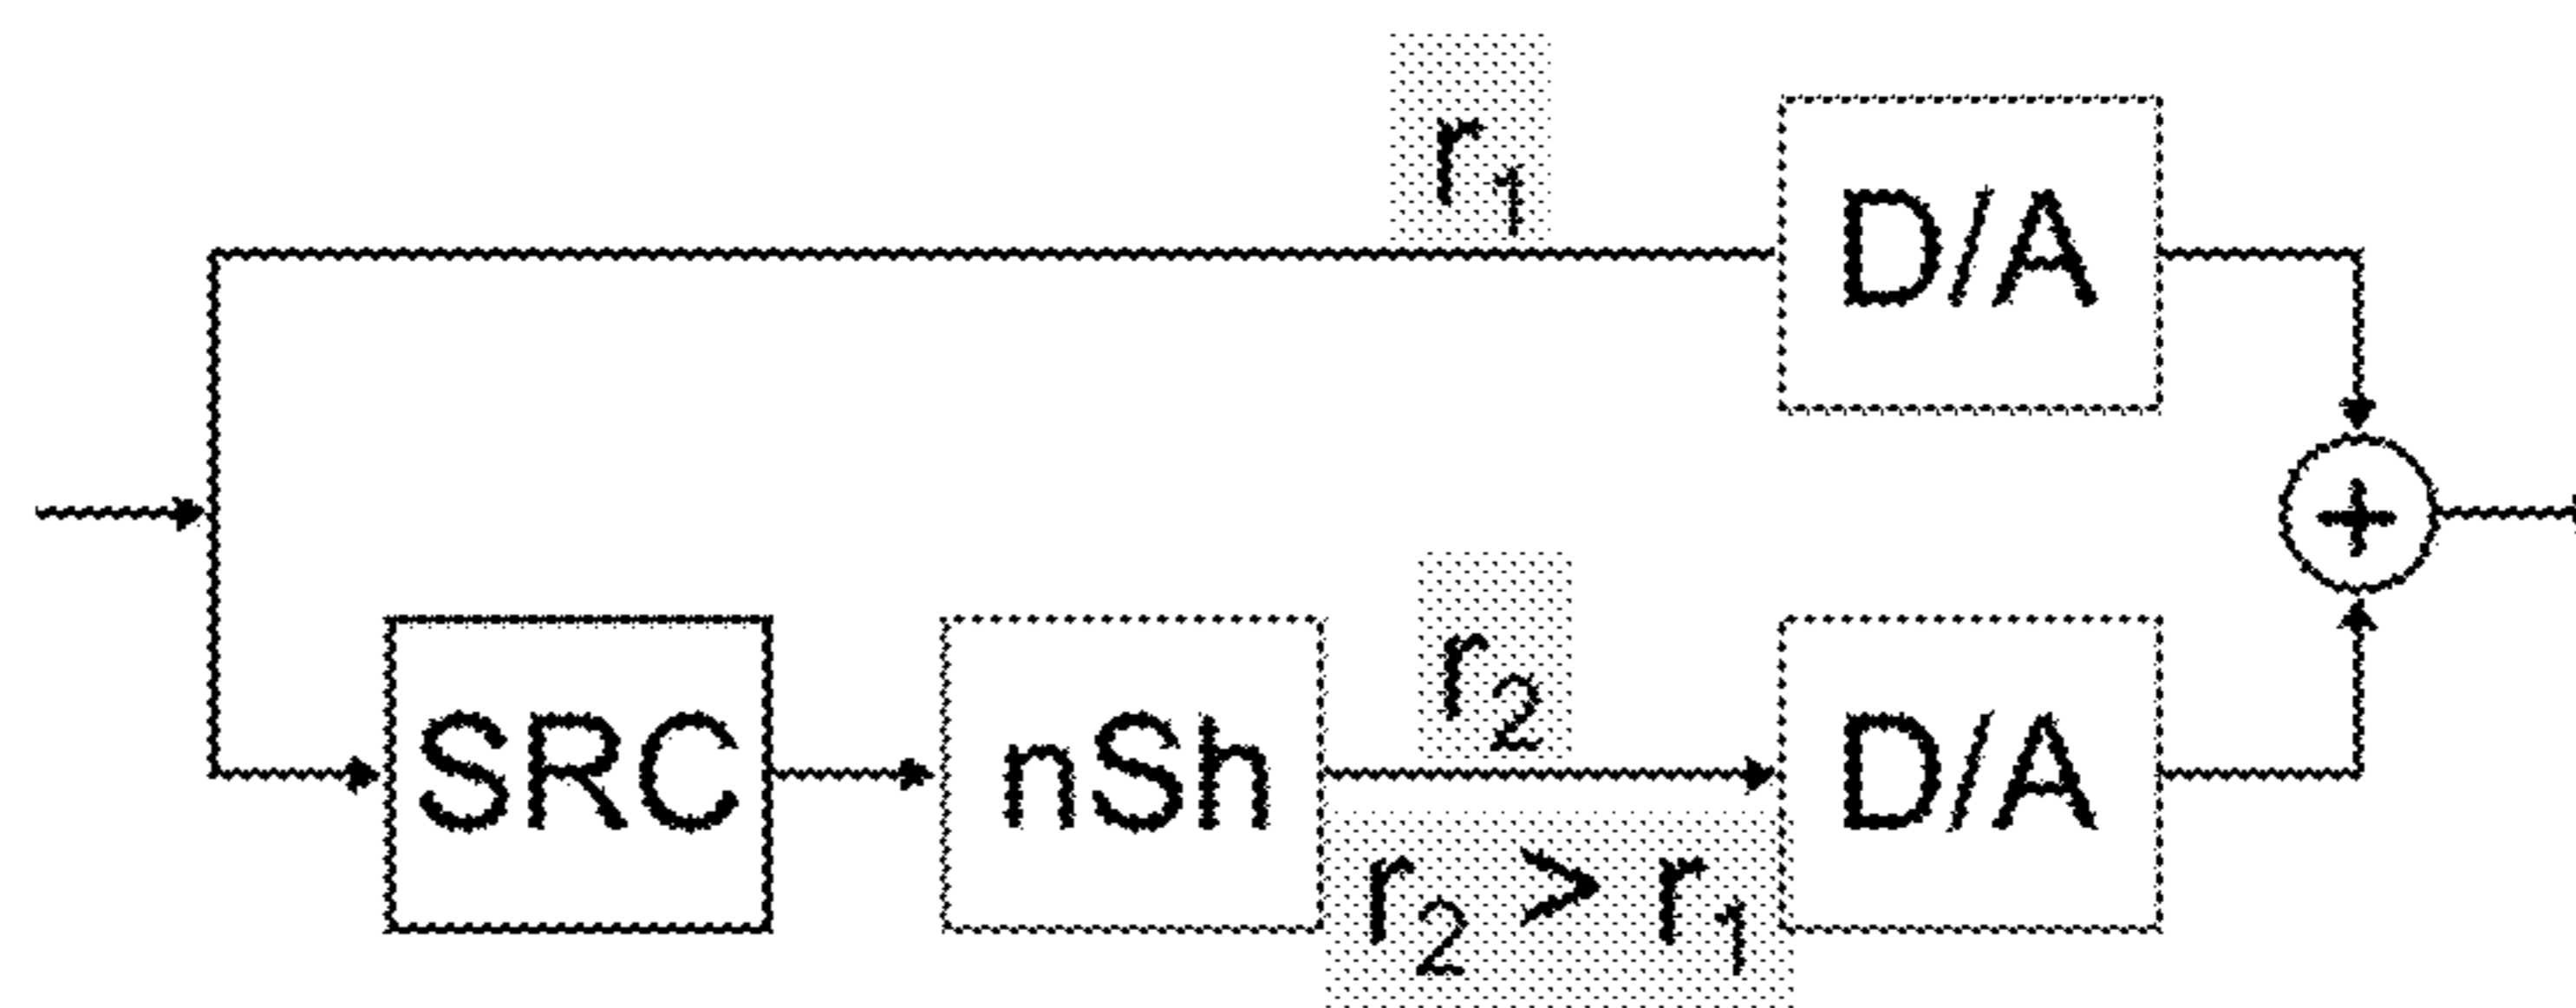 r₁
D/A
+
r₂
SRC
nSh
D/A
r₂ > r₁